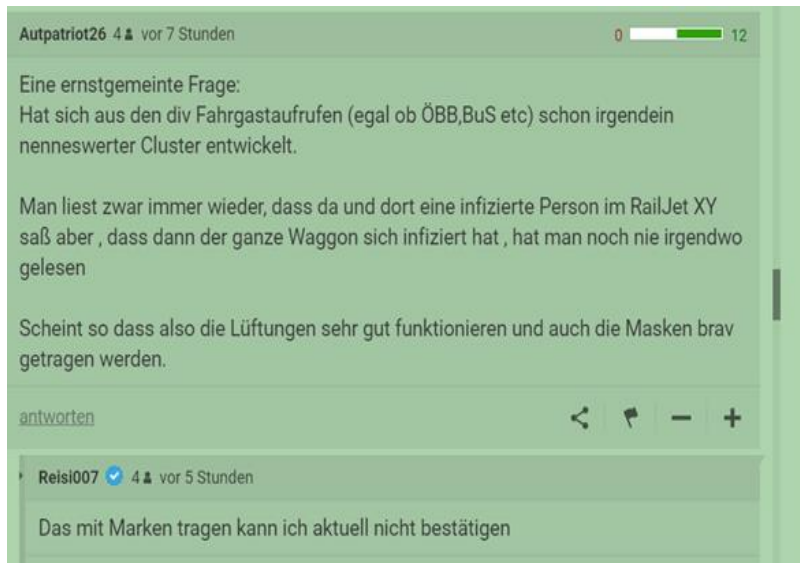 Autpatriot26 4 vor 7 Stunden 0 12
Eine ernstgemeinte Frage:
Hat sich aus den div Fahrgastaufrufen (egal ob ÖBB,BuS etc) schon irgendein
nenneswerter Cluster entwickelt.
Man liest zwar immer wieder, dass da und dort eine infizierte Person im RailJet XY
saß aber , dass dann der ganze Waggon sich infiziert hat , hat man noch nie irgendwo
gelesen
Scheint so dass also die Lüftungen sehr gut funktionieren und auch die Masken brav
getragen werden.
antworten
Reisi007 4 vor 5 Stunden
Das mit Marken tragen kann ich aktuell nicht bestätigen